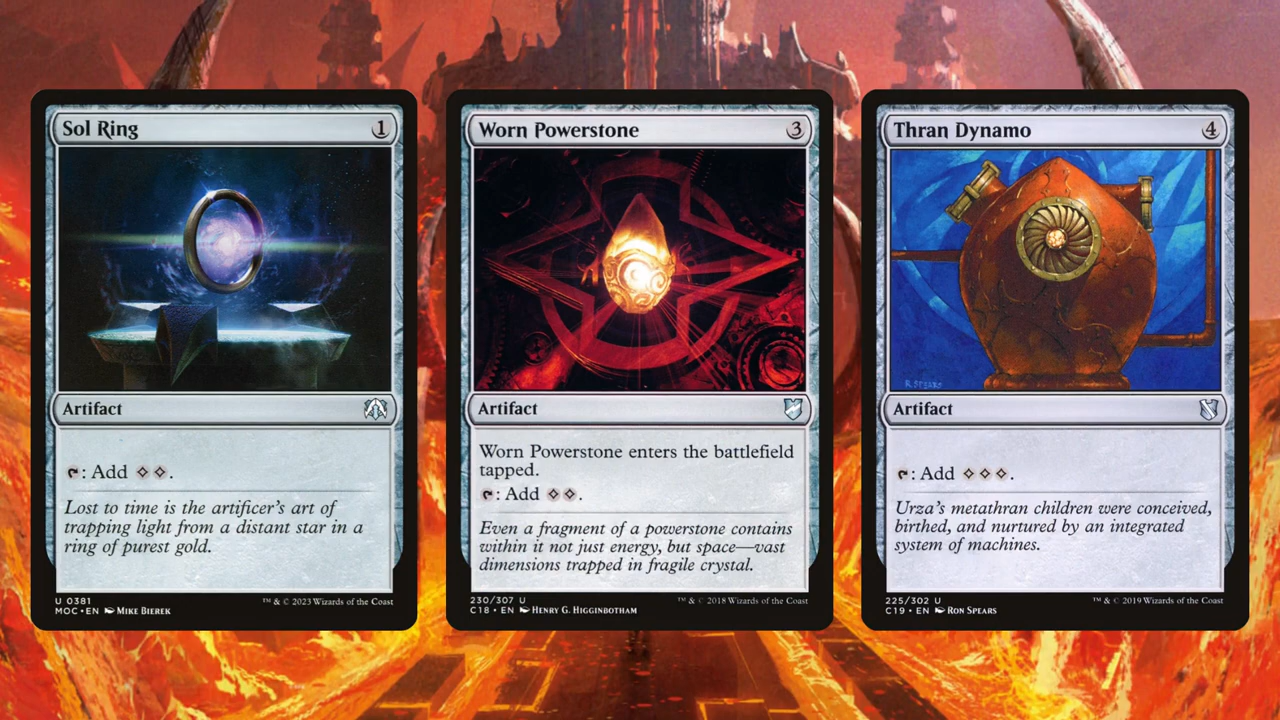 Sol Ring 1
Artifact
: Add .
Lost to time is the artificer's art of
trapping light from a distant star in a
ring of purest gold.
U 0381
MOC • EN MIKE BIEREK
™ & © 2023 Wizards of the Coast
Worn Powerstone 3
Artifact
Worn Powerstone enters the battlefield
tapped.
: Add .
Even a fragment of a powerstone contains
within it not just energy, but space—vast
dimensions trapped in fragile crystal.
230/307 U
C18 • EN HENRY G. HIGGINBOTHAM
™ & © 2018 Wizards of the Coast
Thran Dynamo 4
R. SPEARS
Artifact
: Add .
Urza's metathran children were conceived,
birthed, and nurtured by an integrated
system of machines.
225/302 U
C19 • EN RON SPEARS
™ & © 2019 Wizards of the Coast